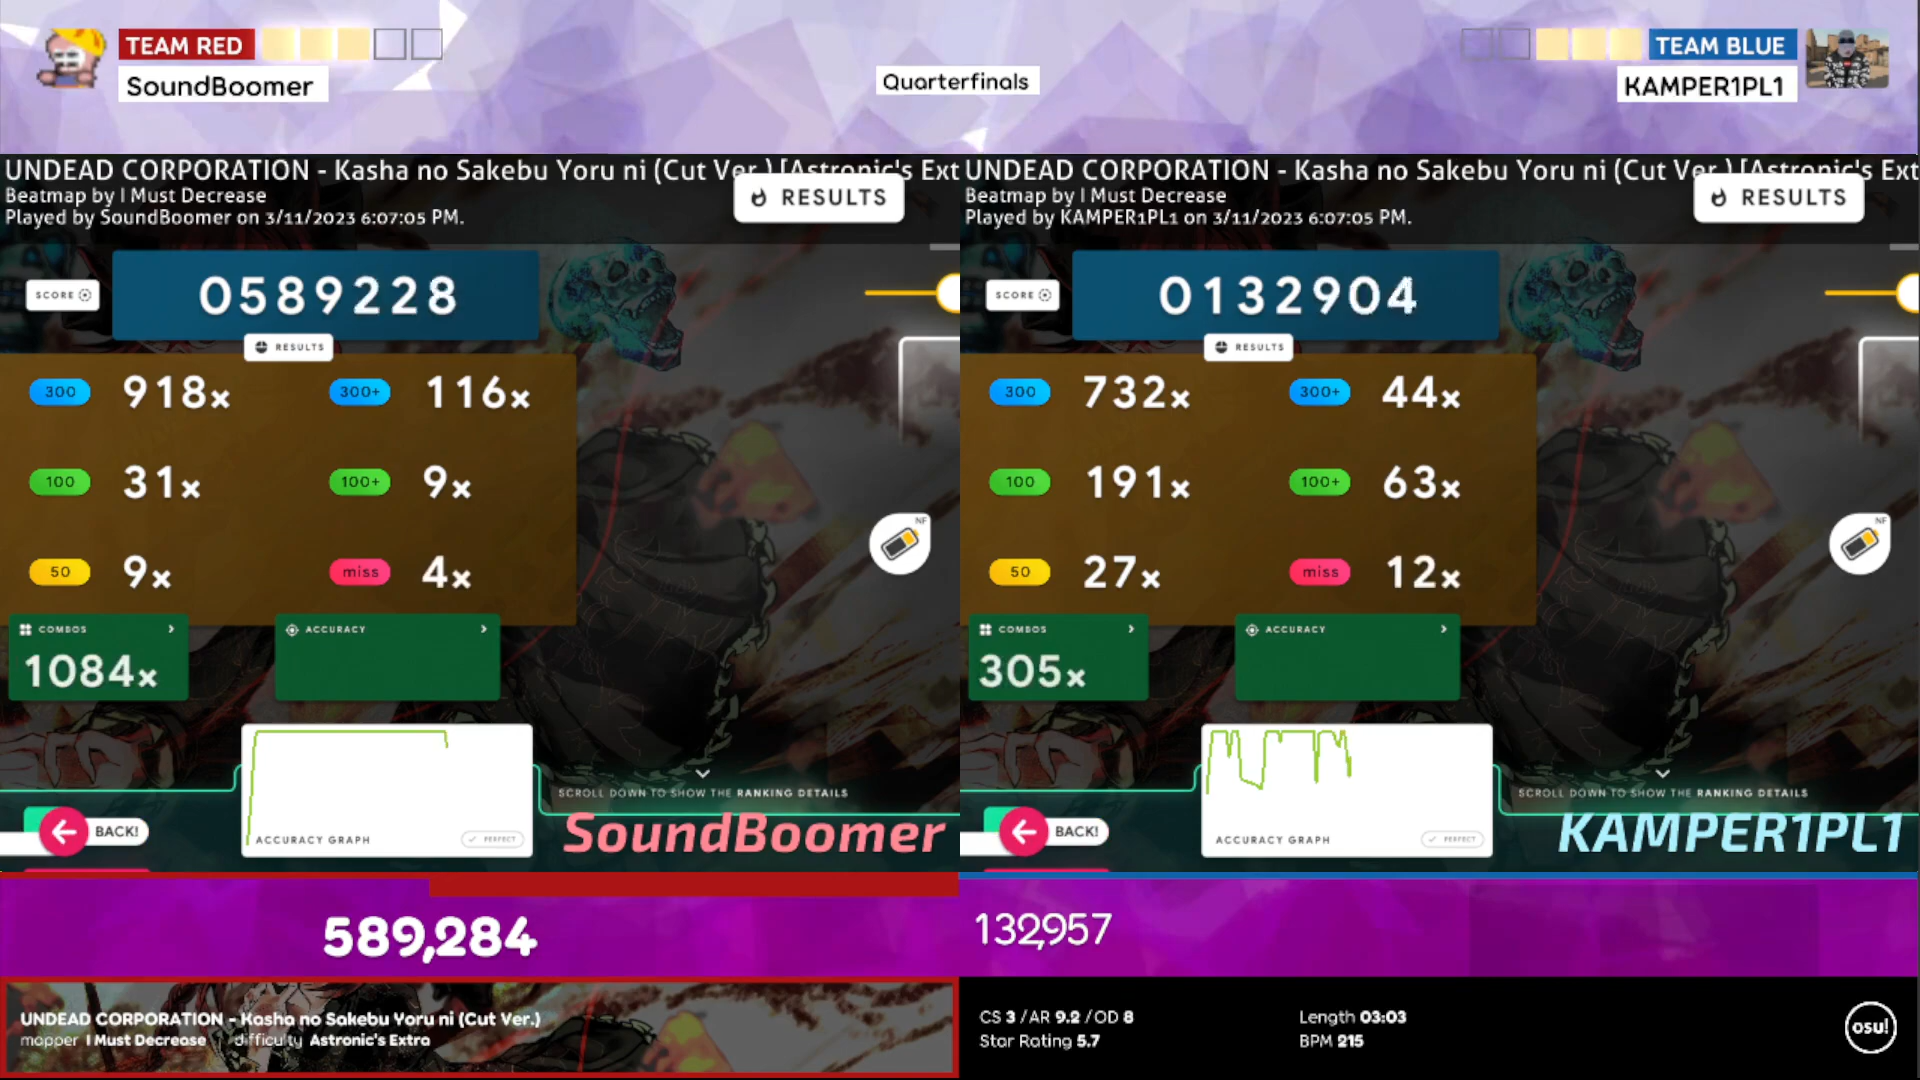 TEAM RED
SoundBoomer
Quarterfinals
TEAM BLUE
KAMPER1PL1
UNDEAD CORPORATION - Kasha no Sakebu Yoru ni (Cut Ver.) [Astronic's Ext
Beatmap by I Must Decrease
Played by SoundBoomer on 3/11/2023 6:07:05 PM.
RESULTS
SCORE
0589228
RESULTS
300 918x 300+ 116x
100 31x 100+ 9x
50 9x miss 4x
COMBOS
1084x
ACCURACY
NF
ACCURACY GRAPH
PERFECT
SCROLL DOWN TO SHOW THE RANKING DETAILS
BACK!
SoundBoomer
UNDEAD CORPORATION - Kasha no Sakebu Yoru ni (Cut Ver.) [Astronic's Ext
Beatmap by I Must Decrease
Played by KAMPER1PL1 on 3/11/2023 6:07:05 PM.
RESULTS
SCORE
0132904
RESULTS
300 732x 300+ 44x
100 191x 100+ 63x
50 27x miss 12x
COMBOS
305x
ACCURACY
NF
ACCURACY GRAPH
PERFECT
SCROLL DOWN TO SHOW THE RANKING DETAILS
BACK!
KAMPER1PL1
589,284
132,957
UNDEAD CORPORATION - Kasha no Sakebu Yoru ni (Cut Ver.)
mapper I Must Decrease difficulty Astronic's Extra
CS 3 / AR 9.2 / OD 8
Star Rating 5.7
Length 03:03
BPM 215
osu!